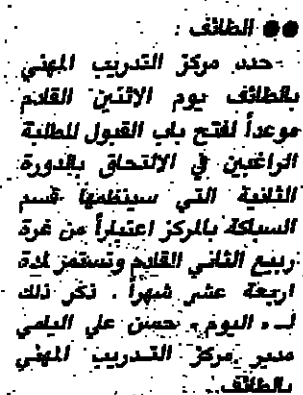 ●● الطائف :
- حدد مركز التدريب المهني
بالطائف يوم الاثنين القادم
موعداً لفتح باب القبول للطلبة
الراغبين في الالتحاق بالدورة
الثانية التي سينظمها قسم
السباكة بالمركز اعتباراً من غرة
ربيع الثاني القادم وتستمر لمدة
اربعة عشر شهراً . ذكر ذلك
لـ « اليوم » حسن علي اليامي
مدير مركز التدريب المهني
بالطائف .